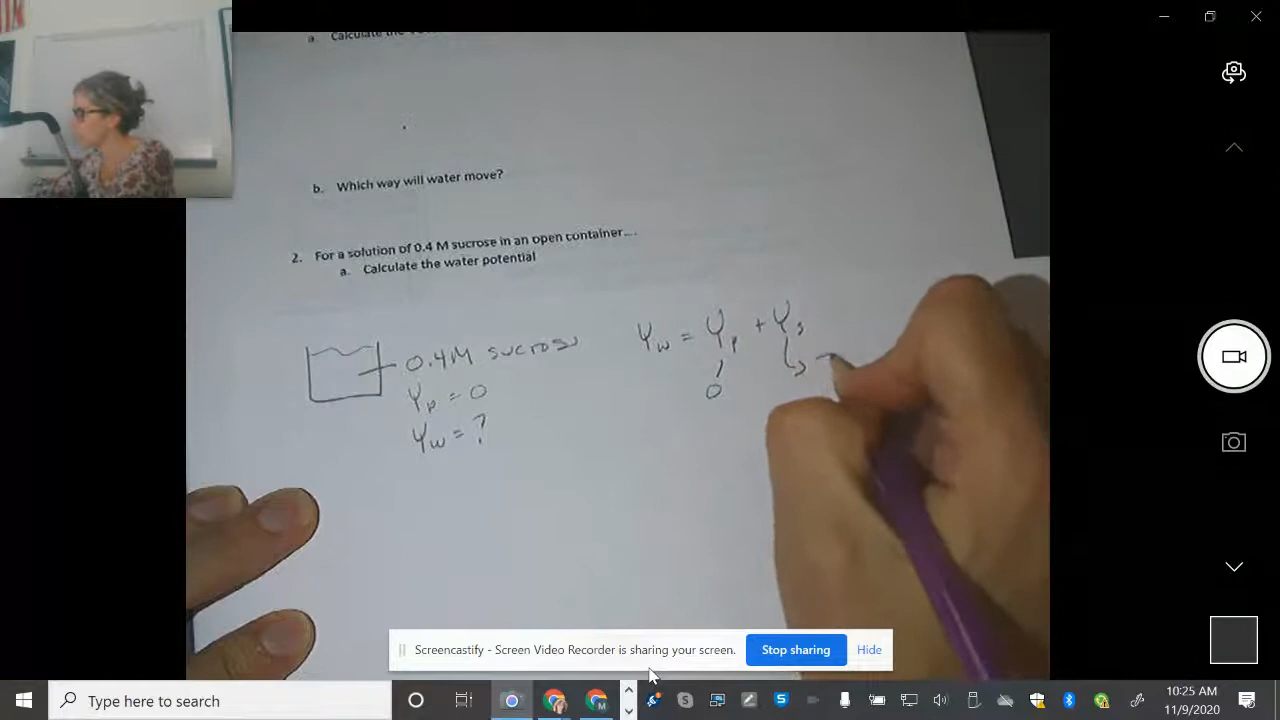 a. Calculate the
b. Which way will water move?
2. For a solution of 0.4 M sucrose in an open container....
a. Calculate the water potential
0.4M sucrose
Ψp = 0
Ψw = ?
Ψw = Ψp + Ψs
0
Screencastify - Screen Video Recorder is sharing your screen.
Stop sharing
Hide
Type here to search
10:25 AM
11/9/2020